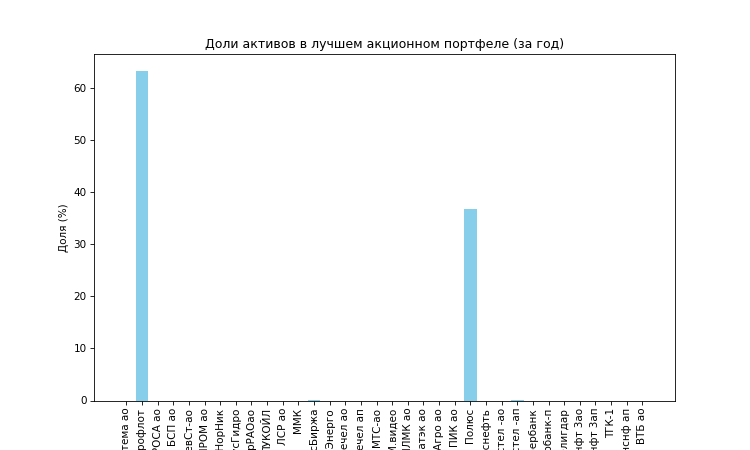 Доли активов в лучшем акционном портфеле (за год)
Доля (%)
60
50
40
30
20
10
0
тема ао
рофлот
РОСА ао
БСП ао
евСт-ао
ПРОМ ао
НорНик
сГидро
рРАОао
ЛУКОЙЛ
ЛСР ао
ММК
сБиржа
Энерго
ечел ао
ечел ап
МТС-ао
М.видео
ЛМК ао
атэк ао
Агро ао
ПИК ао
Полюс
снефть
стел -ао
стел -ап
ербанк
рбанк-п
лигдар
нфт 3ао
нфт 3ап
ТГК-1
нснф ап
ВТБ ао